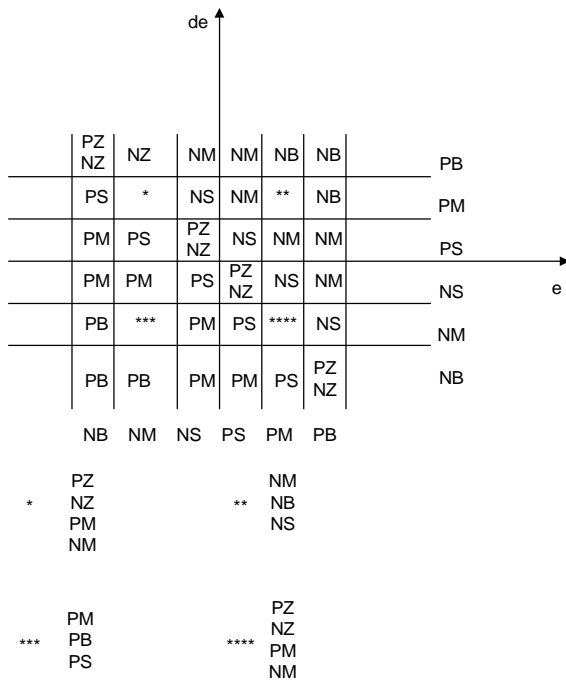 de
PZ
NZ NZ NM NM NB NB PB
PS * NS NM ** NB PM
PM PS PZ
NZ NS NM NM PS
PM PM PS PZ
NZ NS NM NS
e
PB *** PM PS **** NS NM
PB PB PM PM PS PZ
NZ NB
NB NM NS PS PM PB
*
PZ
NZ
PM
NM
**
NM
NB
NS
***
PM
PB
PS
****
PZ
NZ
PM
NM